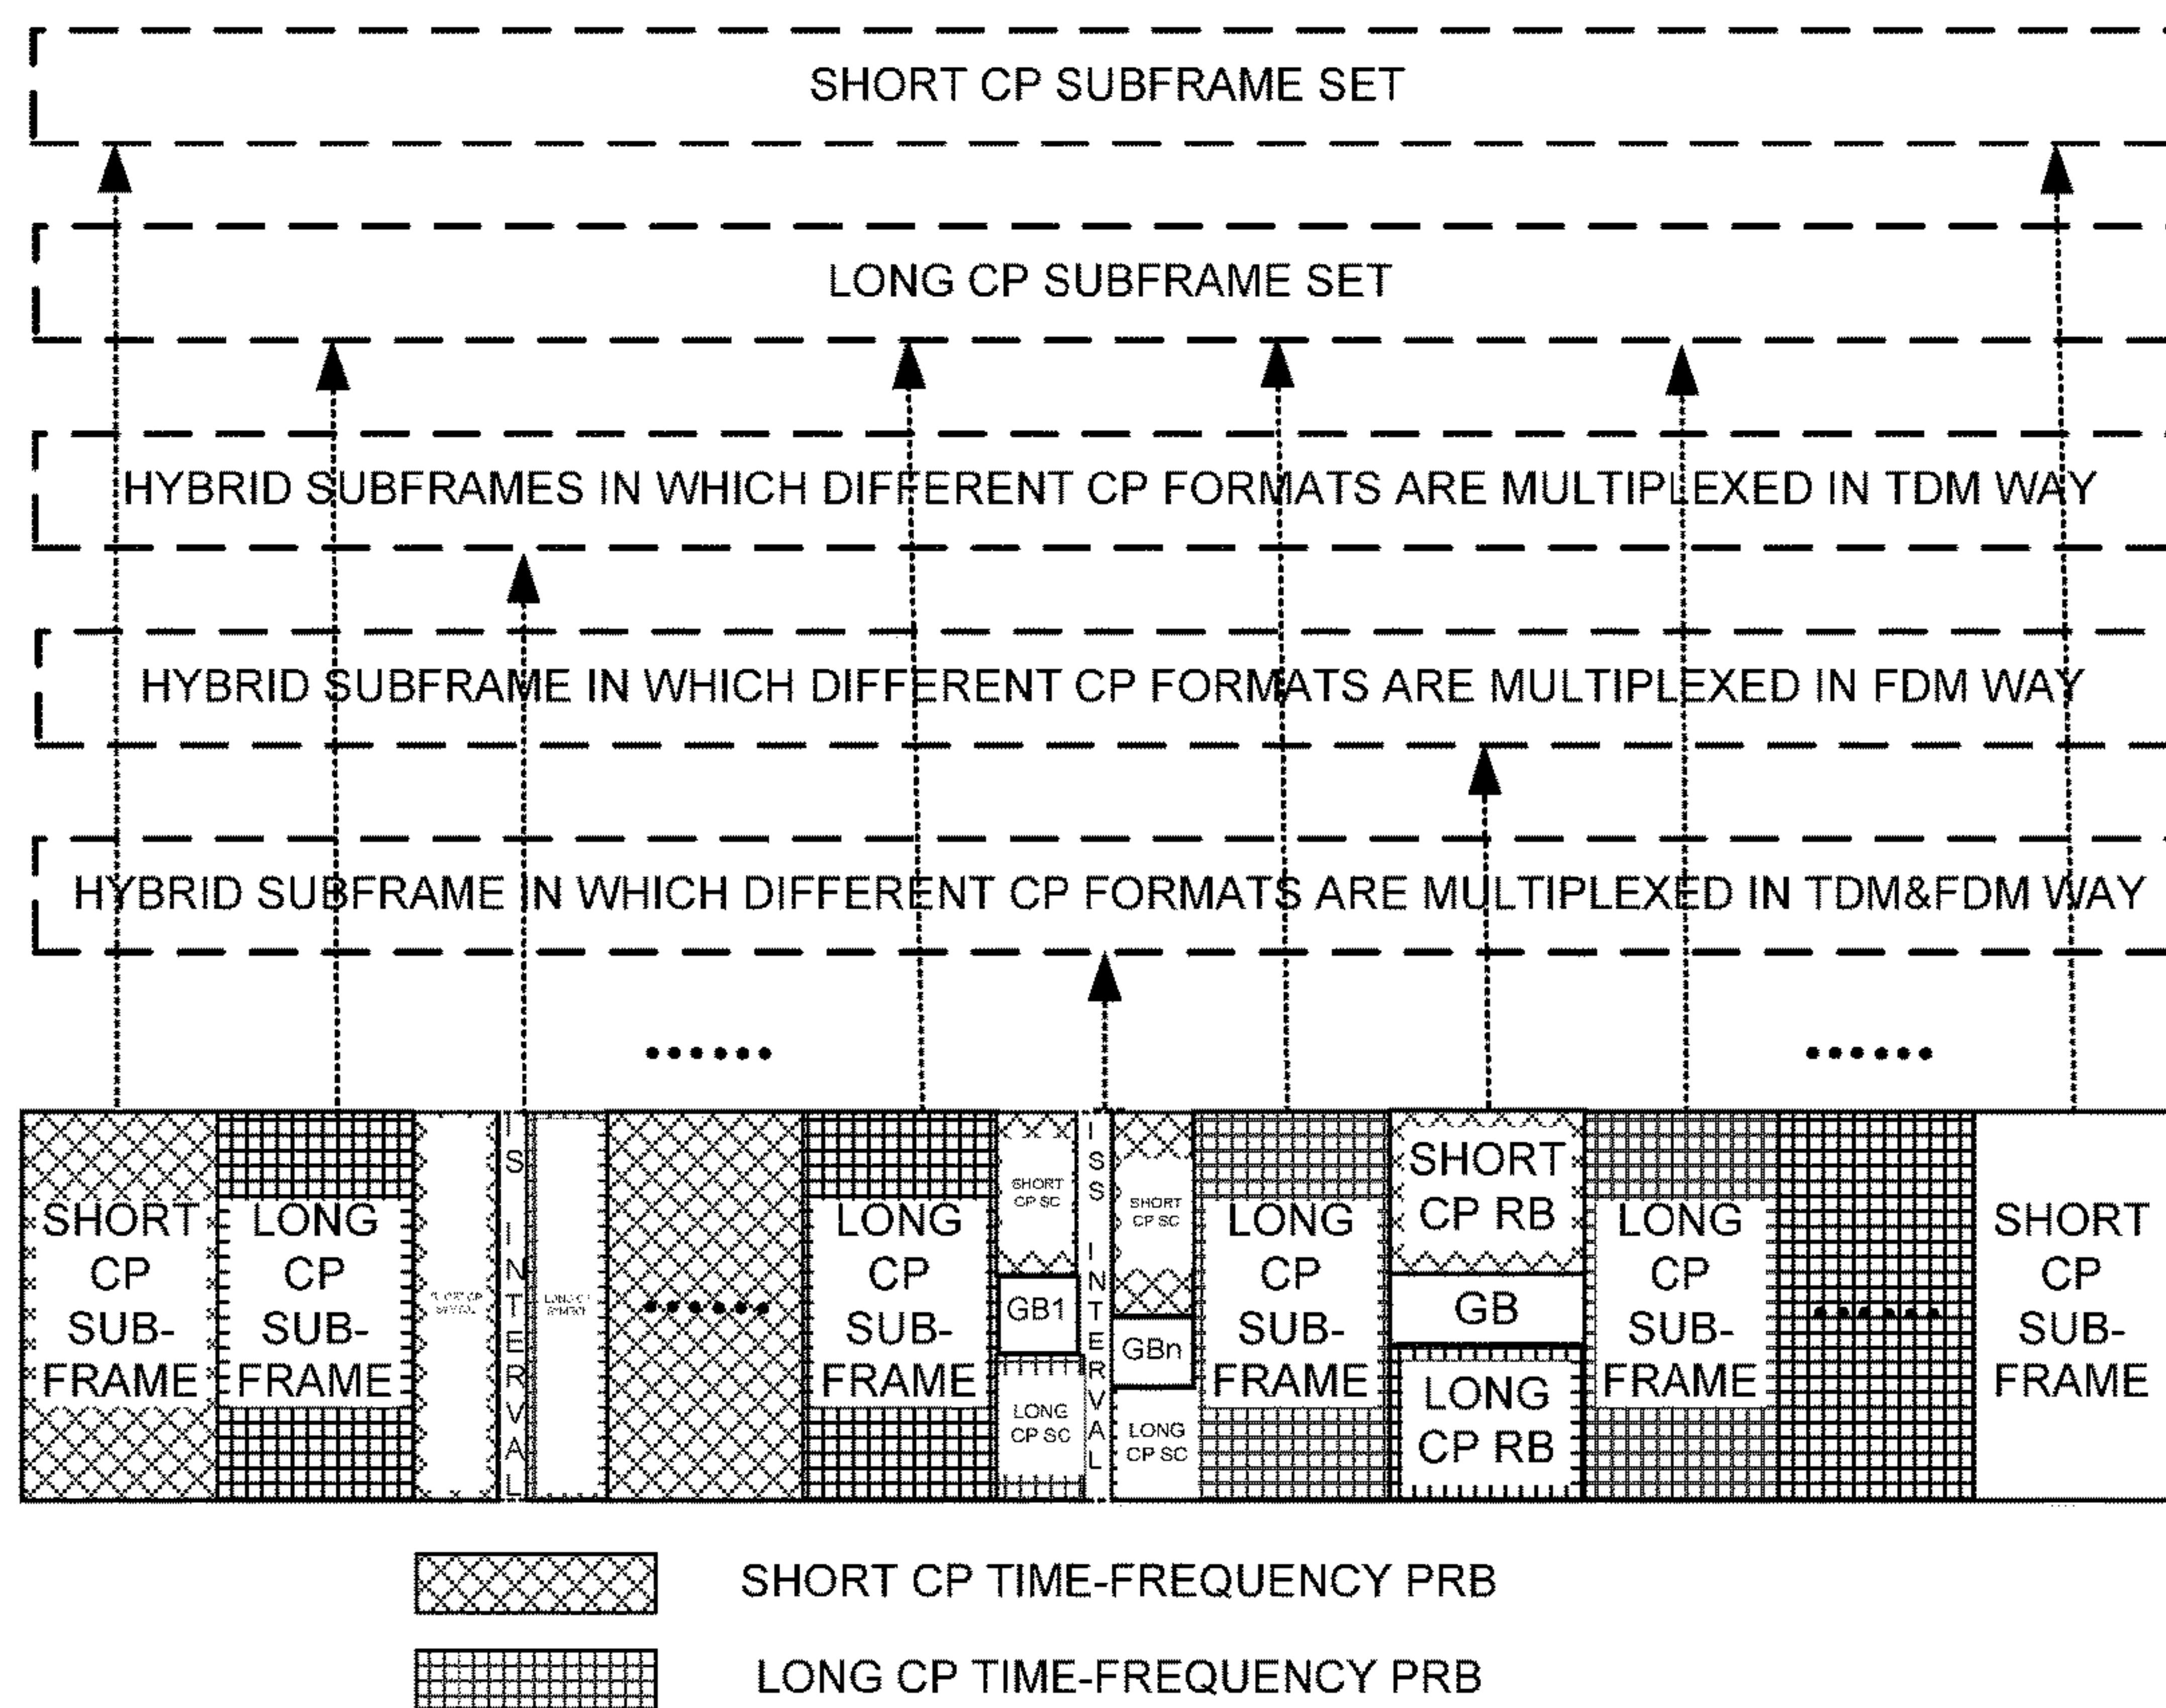 SHORT CP SUBFRAME SET
LONG CP SUBFRAME SET
HYBRID SUBFRAMES IN WHICH DIFFERENT CP FORMATS ARE MULTIPLEXED IN TDM WAY
HYBRID SUBFRAME IN WHICH DIFFERENT CP FORMATS ARE MULTIPLEXED IN FDM WAY
HYBRID SUBFRAME IN WHICH DIFFERENT CP FORMATS ARE MULTIPLEXED IN TDM&FDM WAY
......
......
SHORT
CP
SUB-
FRAME
LONG
CP
SUB-
FRAME
INTERVAL
......
LONG
CP
SUB-
FRAME
SHORT
CP SC
GB1
LONG
CP SC
ISS INTERVAL
SHORT
CP SC
GBn
LONG
CP SC
LONG
CP
SUB-
FRAME
SHORT
CP RB
GB
LONG
CP RB
LONG
CP
SUB-
FRAME
......
SHORT
CP
SUB-
FRAME
SHORT CP TIME-FREQUENCY PRB
LONG CP TIME-FREQUENCY PRB